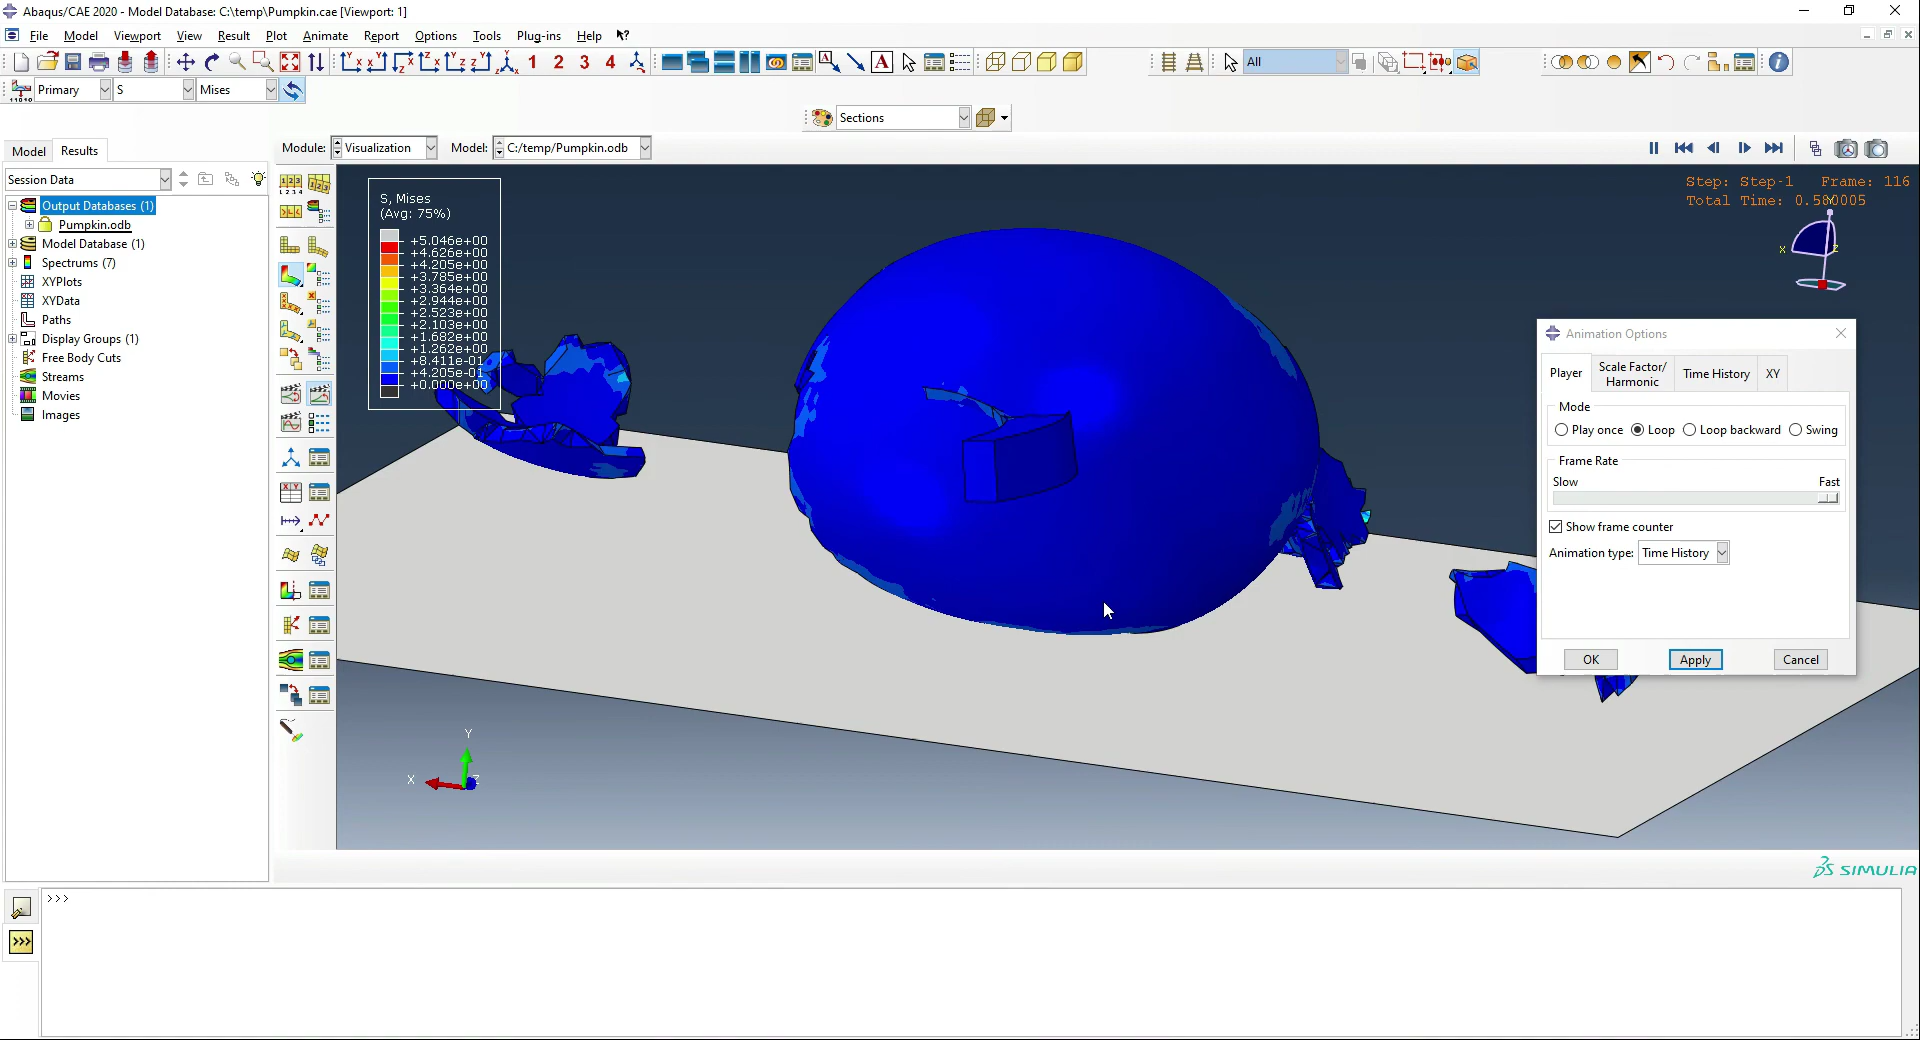 Abaqus/CAE 2020 - Model Database: C:\temp\Pumpkin.cae [Viewport: 1]
File Model Viewport View Result Plot Animate Report Options Tools Plug-ins Help
1 2 3 4 All
Primary S Mises
Sections
Model Results
Module: Visualization Model: C:/temp/Pumpkin.odb
Session Data
Output Databases (1)
Pumpkin.odb
Model Database (1)
Spectrums (7)
XYPlots
XYData
Paths
Display Groups (1)
Free Body Cuts
Streams
Movies
Images
S, Mises
(Avg: 75%)
+5.046e+00
+4.626e+00
+4.205e+00
+3.785e+00
+3.364e+00
+2.944e+00
+2.523e+00
+2.103e+00
+1.682e+00
+1.262e+00
+8.411e-01
+4.205e-01
+0.000e+00
Step: Step-1 Frame: 116
Total Time: 0.580005
Y
X
Z
Animation Options
Player Scale Factor/Harmonic Time History XY
Mode
Play once Loop Loop backward Swing
Frame Rate
Slow Fast
Show frame counter
Animation type: Time History
OK Apply Cancel
Y
X
Z
SIMULIA
>>>
>>>